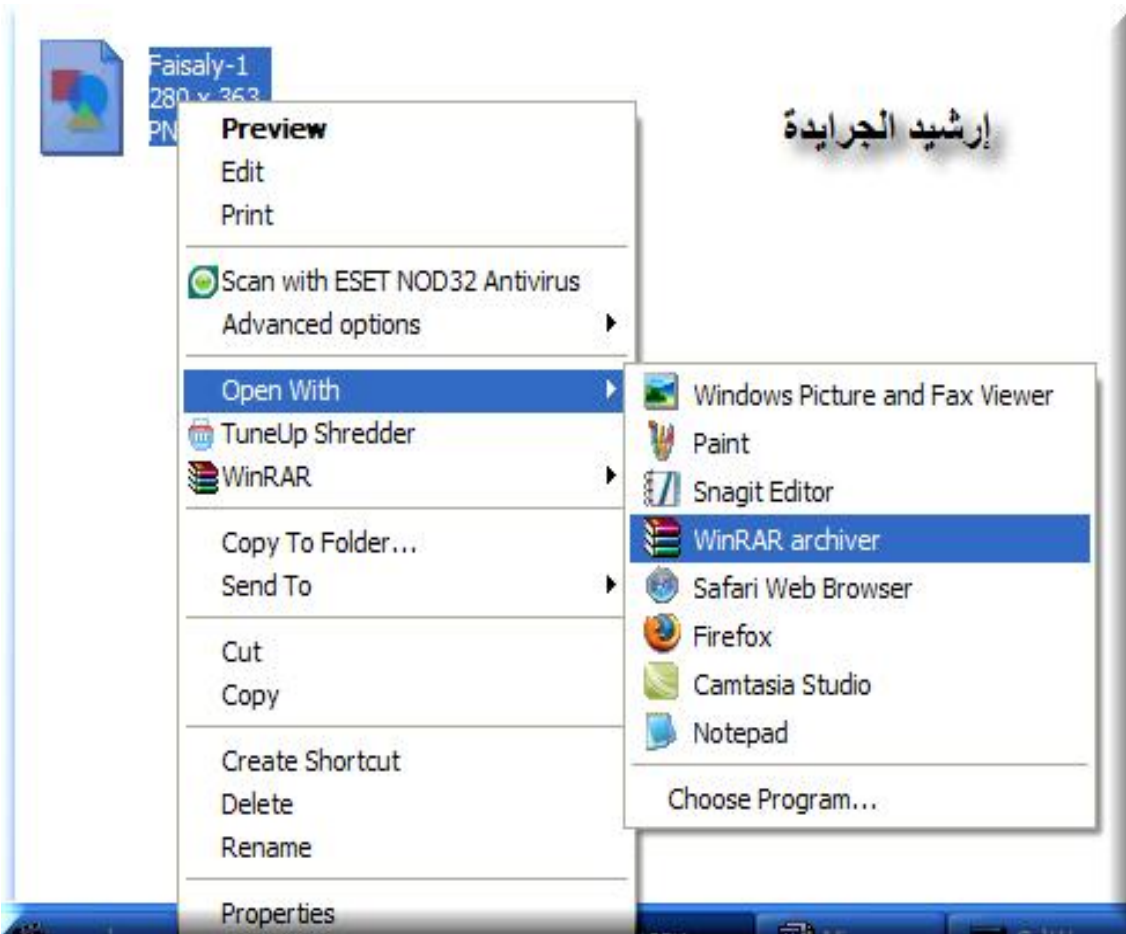 Faisaly-1
280 x 363
PN
إرشيد الجرايدة
Preview
Edit
Print
Scan with ESET NOD32 Antivirus
Advanced options
Open With
TuneUp Shredder
WinRAR
Copy To Folder...
Send To
Cut
Copy
Create Shortcut
Delete
Rename
Properties
Windows Picture and Fax Viewer
Paint
Snagit Editor
WinRAR archiver
Safari Web Browser
Firefox
Camtasia Studio
Notepad
Choose Program...